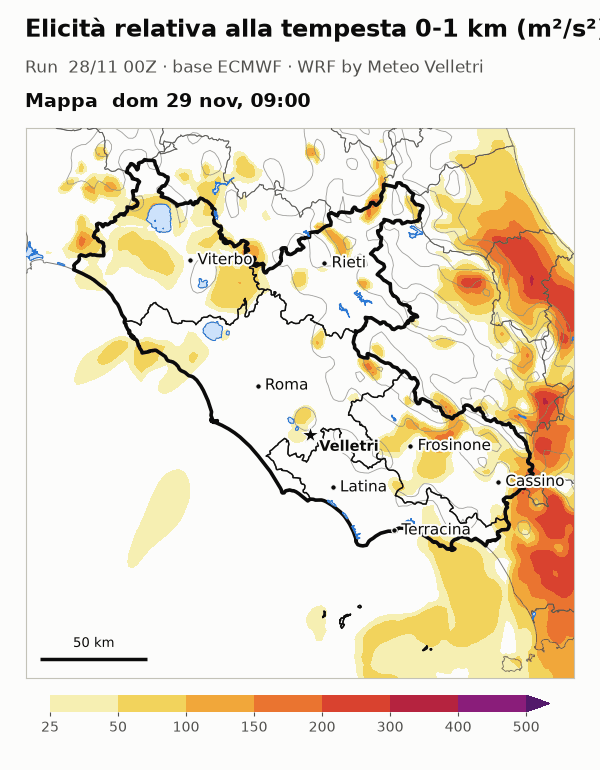 Elicità relativa alla tempesta 0-1 km (m²/s²)
Run  28/11 00Z · base ECMWF · WRF by Meteo Velletri
Mappa  dom 29 nov, 09:00
Viterbo
Rieti
Roma
Velletri
Frosinone
Latina
Cassino
Terracina
50 km
25 50 100 150 200 300 400 500